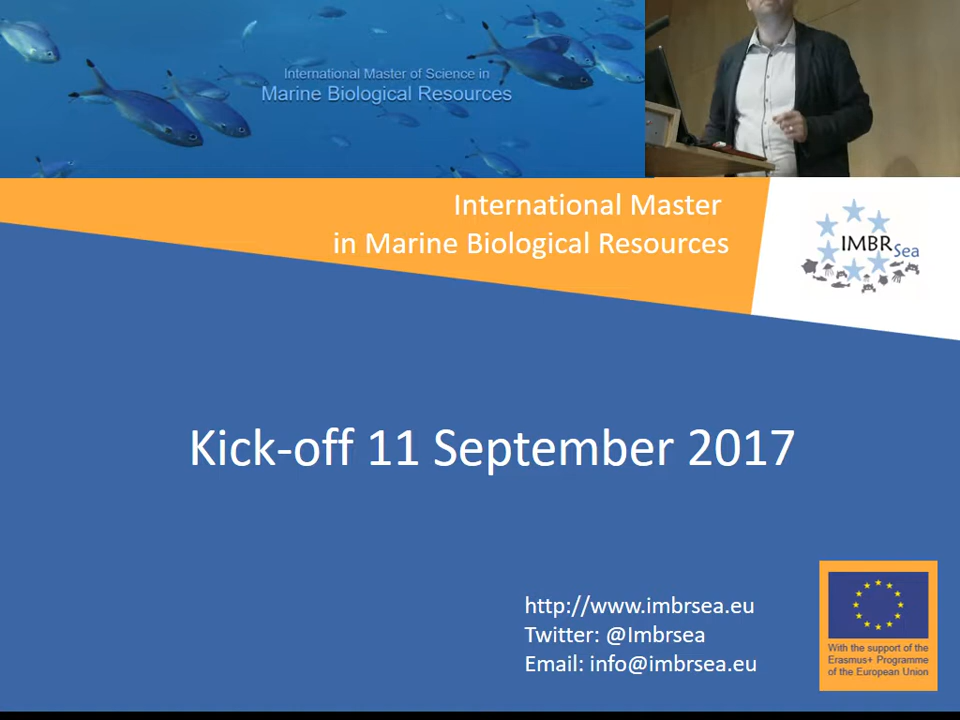 International Master of Science in
Marine Biological Resources
International Master
in Marine Biological Resources
IMBRSea
Kick-off 11 September 2017
http://www.imbrsea.eu
Twitter: @Imbrsea
Email: info@imbrsea.eu
With the support of the
Erasmus+ Programme
of the European Union